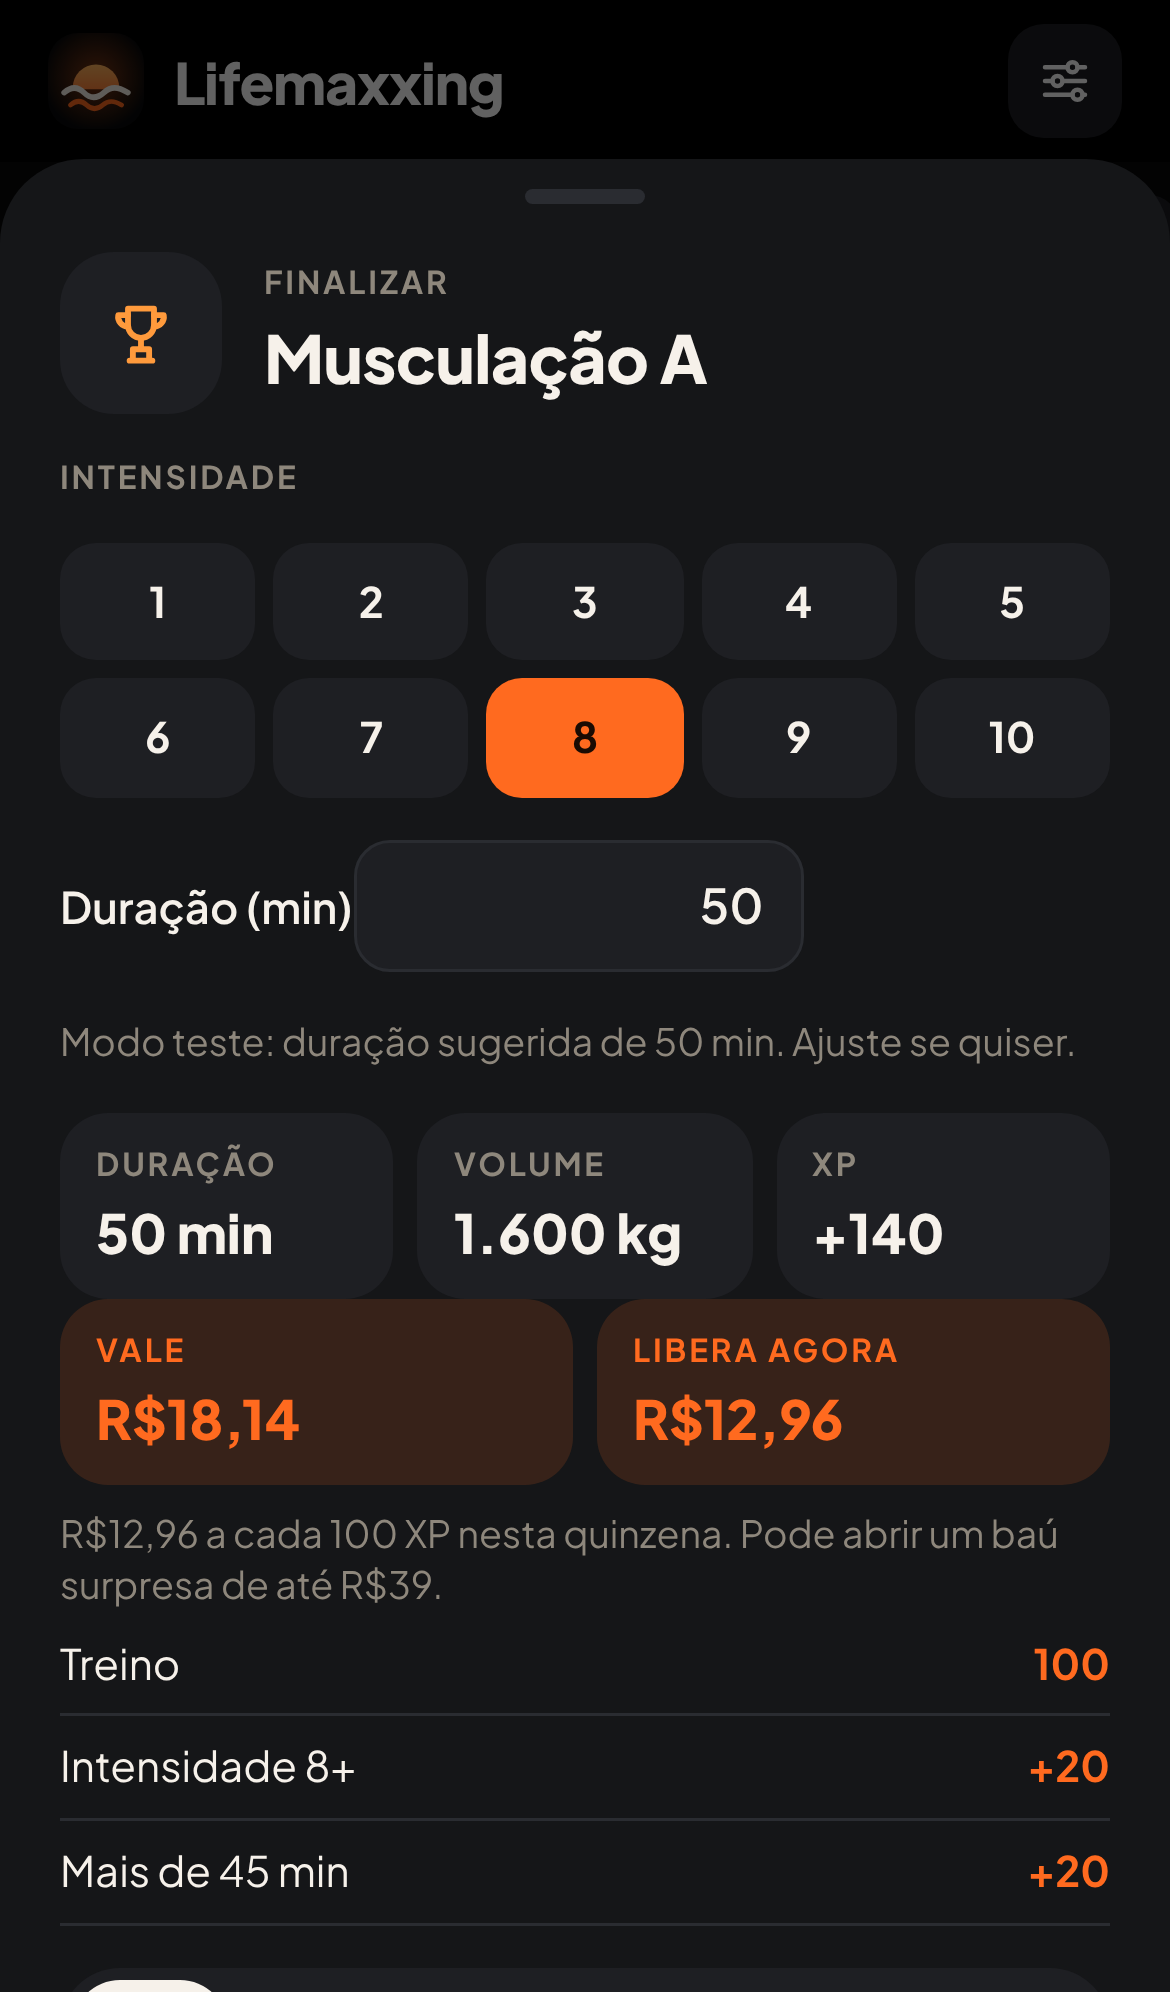 Lifemaxxing
FINALIZAR
Musculação A
INTENSIDADE
1 2 3 4 5
6 7 8 9 10
Duração (min) 50
Modo teste: duração sugerida de 50 min. Ajuste se quiser.
DURAÇÃO VOLUME XP
50 min 1.600 kg +140
VALE LIBERA AGORA
R$18,14 R$12,96
R$12,96 a cada 100 XP nesta quinzena. Pode abrir um baú
surpresa de até R$39.
Treino 100
Intensidade 8+ +20
Mais de 45 min +20